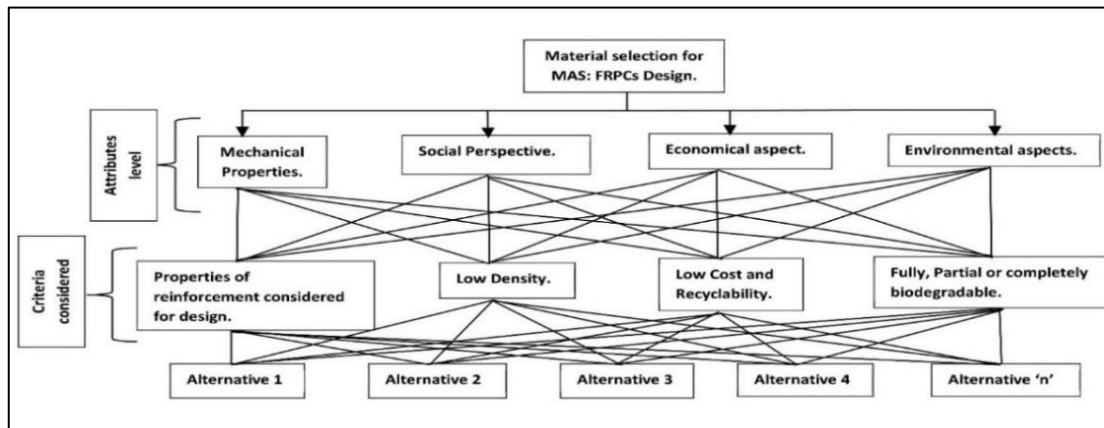 Material selection for
MAS: FRPCs Design.
Attributes
level
Mechanical
Properties.
Social Perspective.
Economical aspect.
Environmental aspects.
Criteria
considered
Properties of
reinforcement considered
for design.
Low Density.
Low Cost and
Recyclability.
Fully, Partial or completely
biodegradable.
Alternative 1
Alternative 2
Alternative 3
Alternative 4
Alternative ‘n’